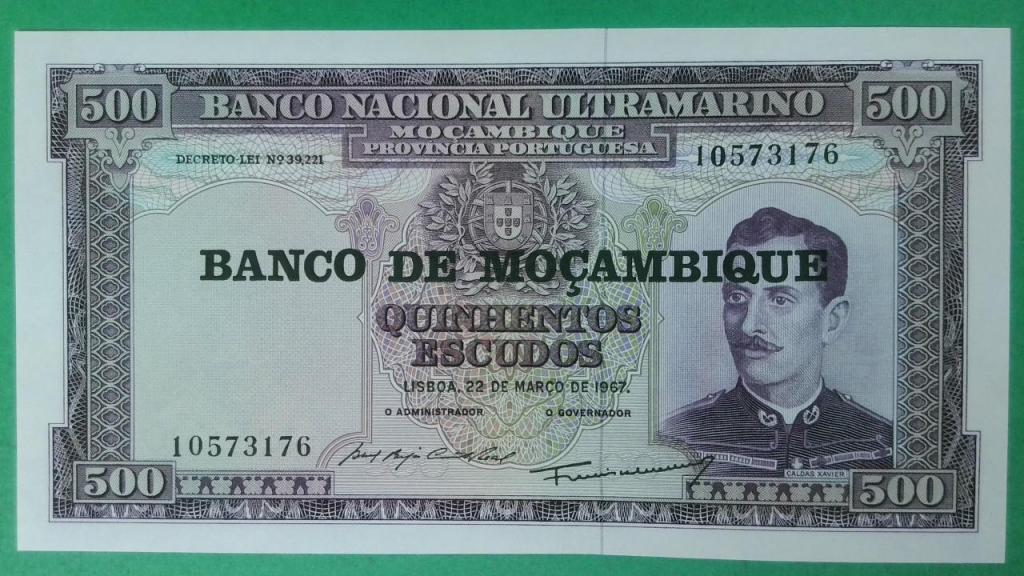 500 BANCO NACIONAL ULTRAMARINO 500
MOÇAMBIQUE
PROVINCIA PORTUGUESA
DECRETO-LEI Nº 39,221
10573176
BANCO DE MOÇAMBIQUE
QUINHENTOS
ESCUDOS
LISBOA, 22 DE MARÇO DE 1967.
O ADMINISTRADOR O GOVERNADOR
10573176
CALDAS XAVIER
500 500